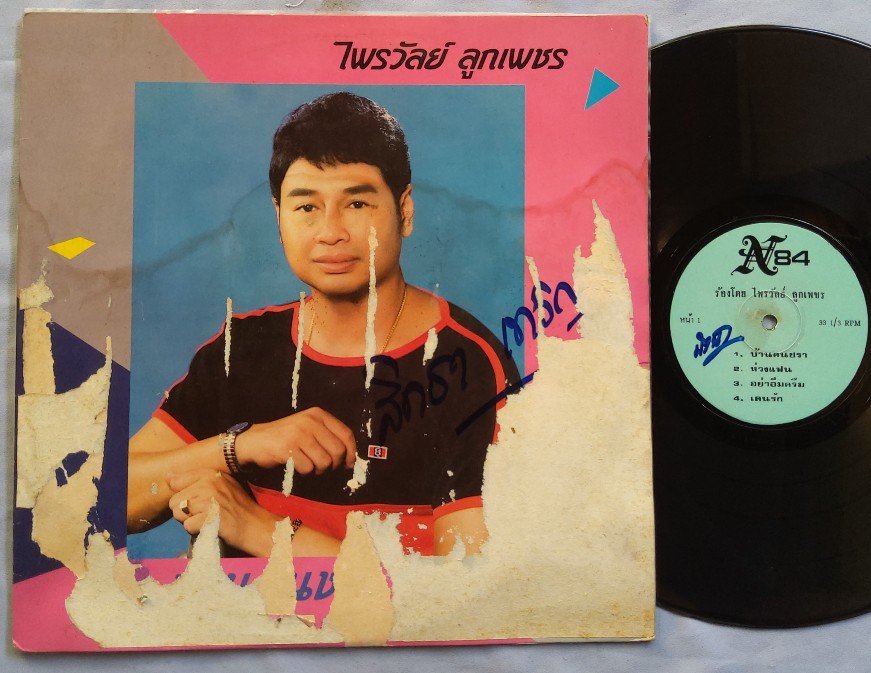 ไพรวัลย์ ลูกเพชร
84
ร้องโดย ไพรวัลย์ ลูกเพชร
หน้า 1
33 1/3 RPM
1. บ้านคนชรา
2. ห่วงแฟน
3. อย่าอึมครึม
4. เดนรัก